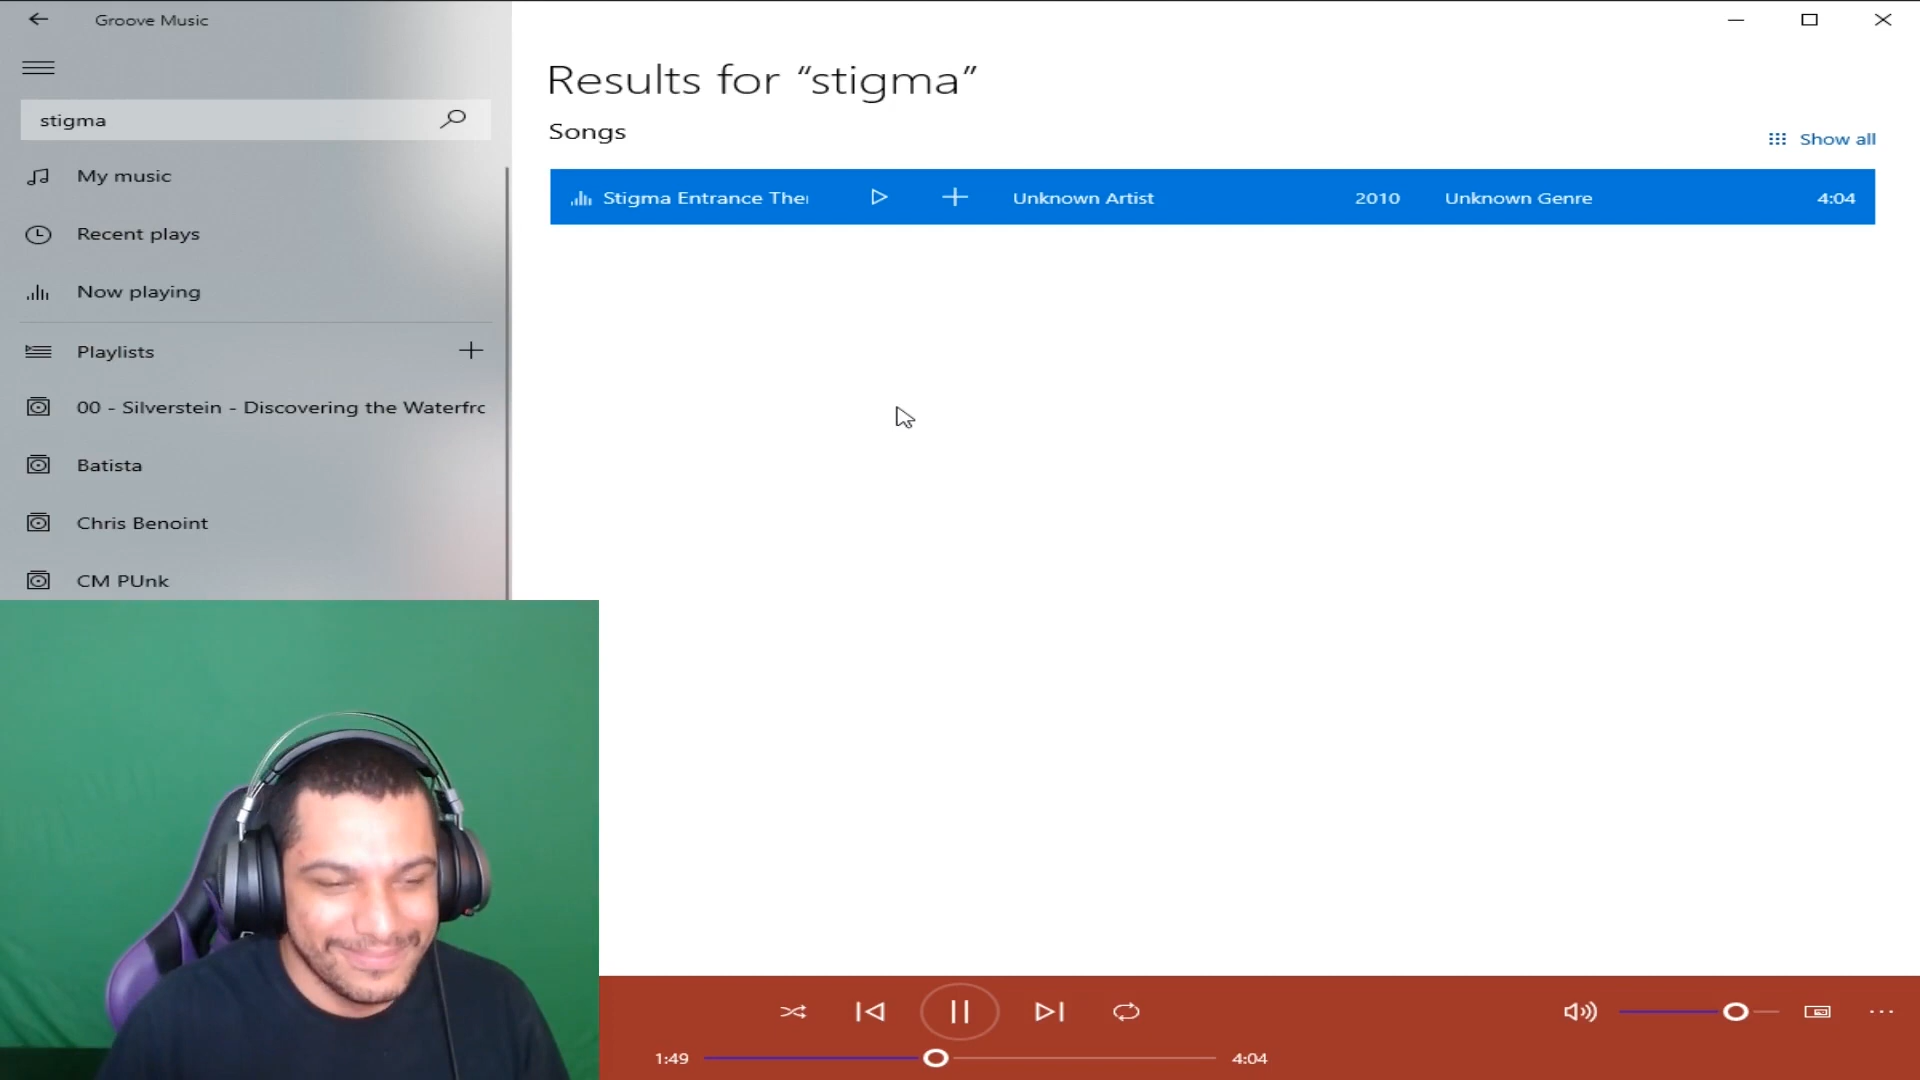 Groove Music
stigma
My music
Recent plays
Now playing
Playlists
00 - Silverstein - Discovering the Waterfrc
Batista
Chris Benoint
CM PUnk
Results for “stigma”
Songs
Show all
Stigma Entrance The Unknown Artist 2010 Unknown Genre 4:04
1:49 4:04